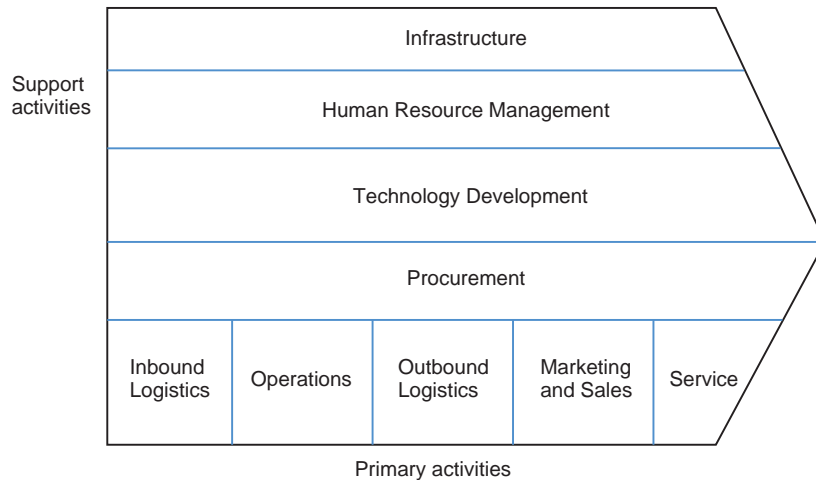 Infrastructure
Support
activities
Human Resource Management
Technology Development
Procurement
Inbound
Logistics
Operations
Outbound
Logistics
Marketing
and Sales
Service
Primary activities